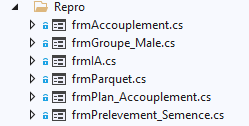 Repro
frmAccouplement.cs
frmGroupe_Male.cs
frmIA.cs
frmParquet.cs
frmPlan_Accouplement.cs
frmPrelevement_Semence.cs